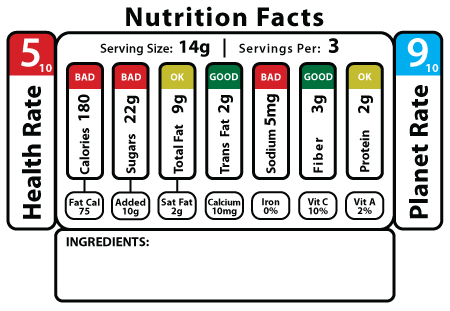 Nutrition Facts
5
10
Health Rate
Serving Size: 14g | Servings Per: 3
BAD
Calories 180
Fat Cal
75
BAD
Sugars 22g
Added
10g
OK
Total Fat 9g
Sat Fat
2g
GOOD
Trans Fat 2g
Calcium
10mg
BAD
Sodium 5mg
Iron
0%
GOOD
Fiber 3g
Vit C
10%
OK
Protein 2g
Vit A
2%
9
10
Planet Rate
INGREDIENTS: